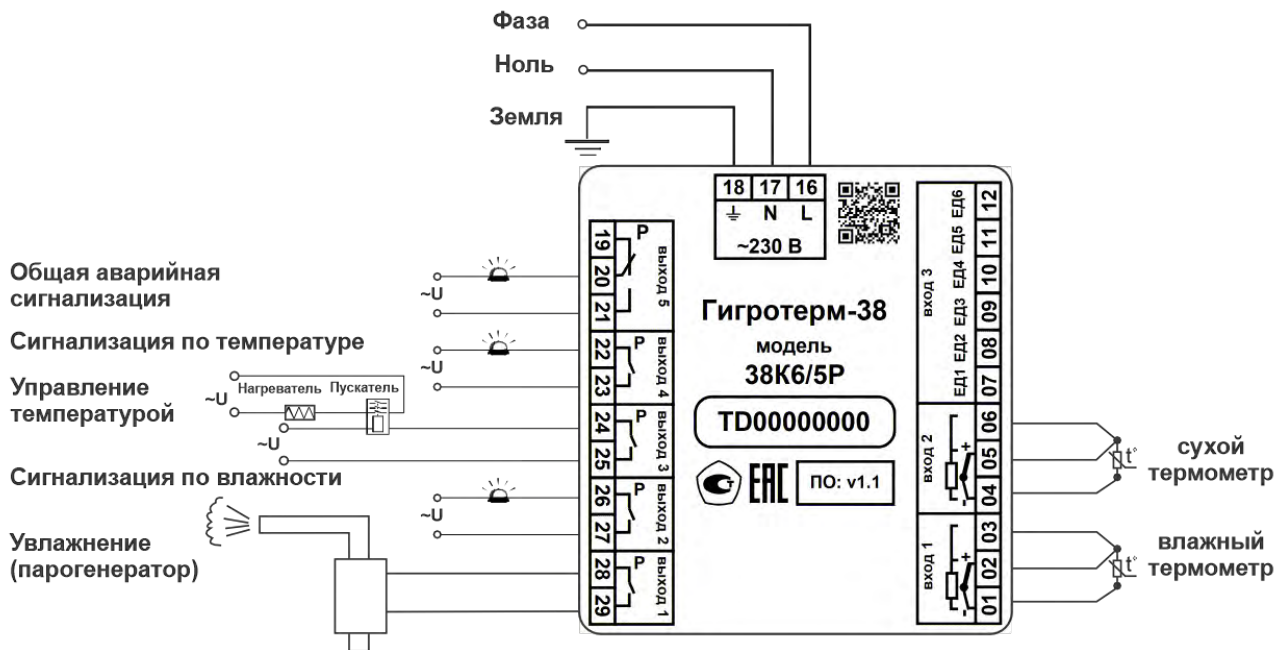 Фаза
Ноль
Земля
18 17 16
N L
~230 В
Общая аварийная
сигнализация
~U
Сигнализация по температуре
~U
Управление
температурой
~U
Нагреватель
Пускатель
~U
Сигнализация по влажности
~U
Увлажнение
(парогенератор)
19
20
21
P
выход 5
22
23
P
выход 4
24
25
P
выход 3
26
27
P
выход 2
28
29
P
выход 1
Гигротерм-38
модель
38К6/5Р
TD00000000
ЕАС
ПО: v1.1
вход 3
ЕД1 ЕД2 ЕД3 ЕД4 ЕД5 ЕД6
07 08 09 10 11 12
вход 2
+
-
04 05 06
вход 1
+
-
01 02 03
t°
сухой
термометр
t°
влажный
термометр